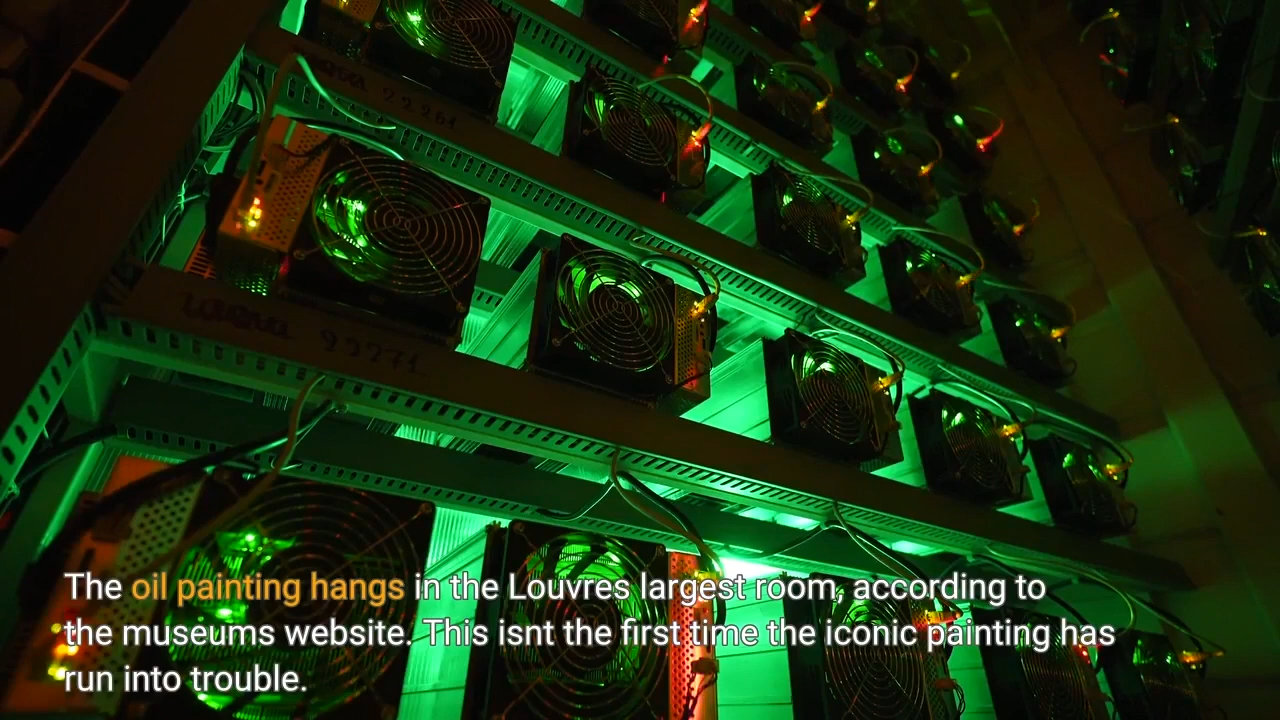 The oil painting hangs in the Louvres largest room, according to
the museums website. This isnt the first time the iconic painting has
run into trouble.